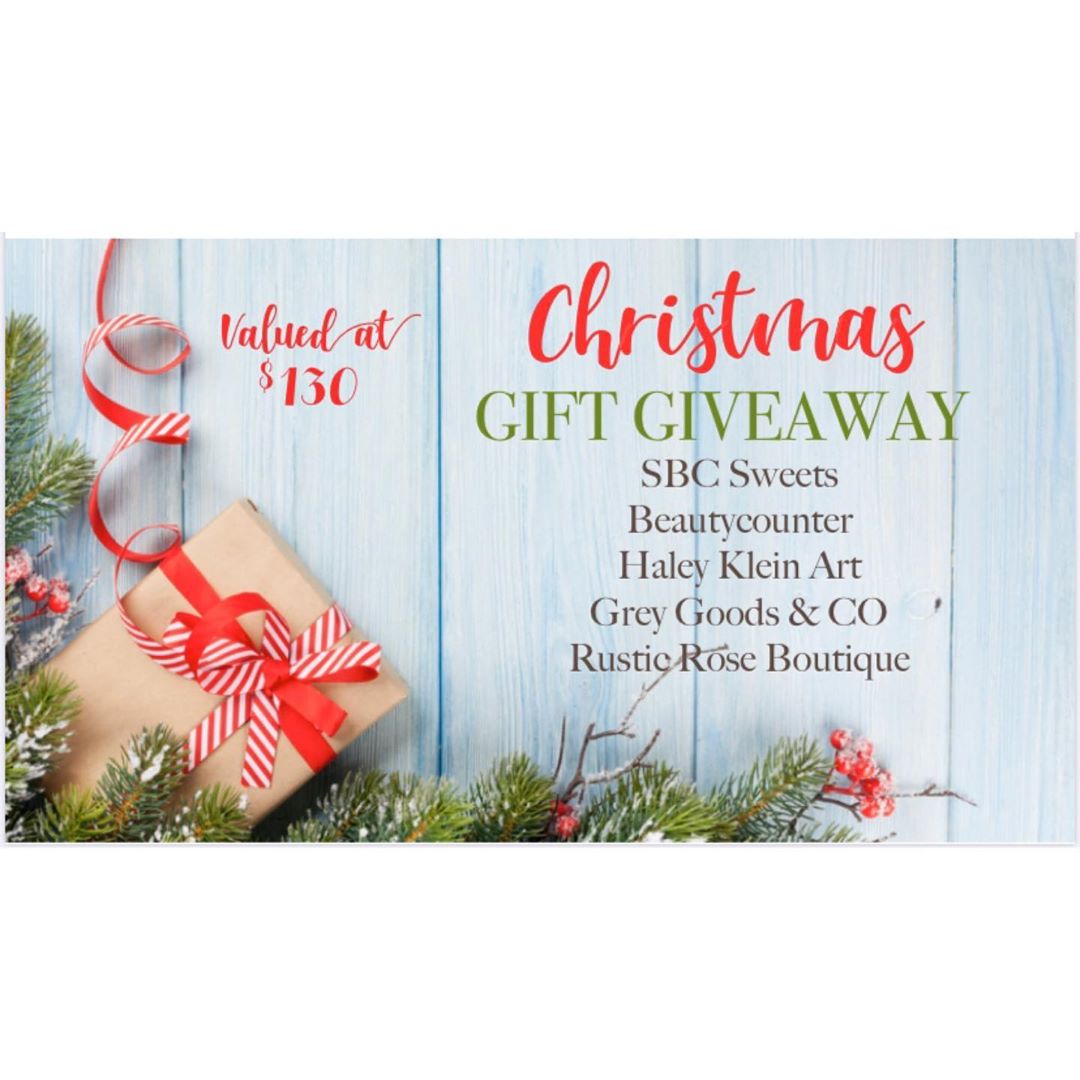 Valued at
$130
Christmas
GIFT GIVEAWAY
SBC Sweets
Beautycounter
Haley Klein Art
Grey Goods & CO
Rustic Rose Boutique